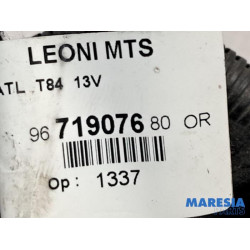 LEONI MTS
ATL T84 13V
96 719076 80 OR
Op: 1337
MARESIA